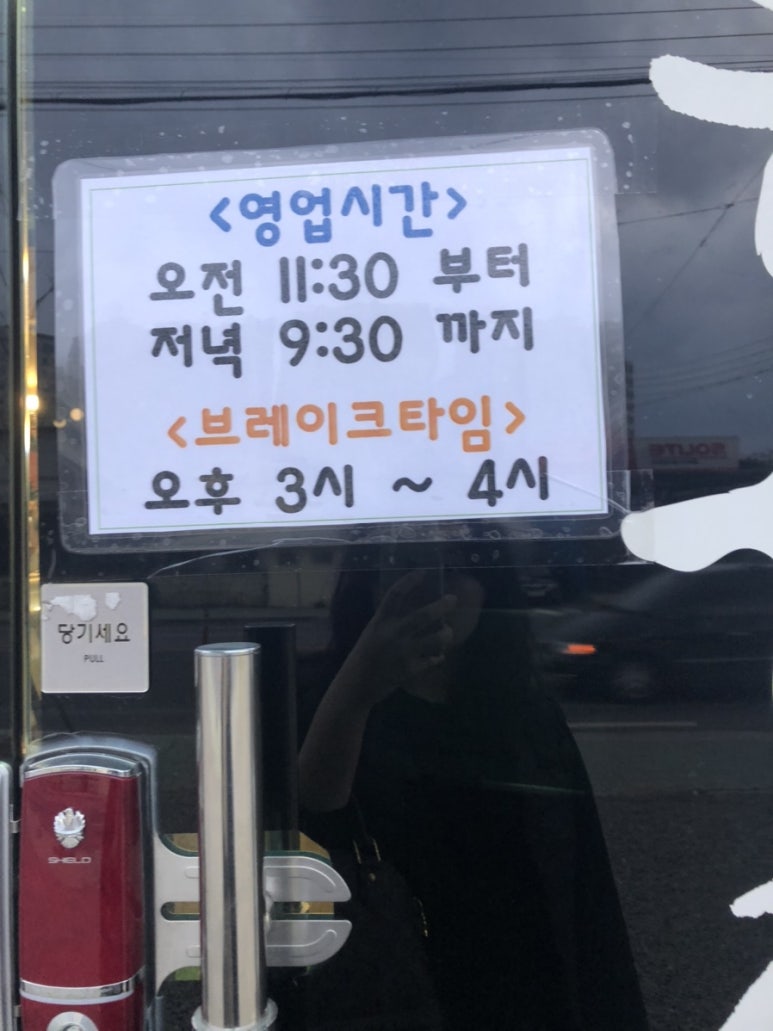 <영업시간>
오전 11:30 부터
저녁 9:30 까지
<브레이크타임>
오후 3시 ~ 4시
당기세요
PULL
SHIELD